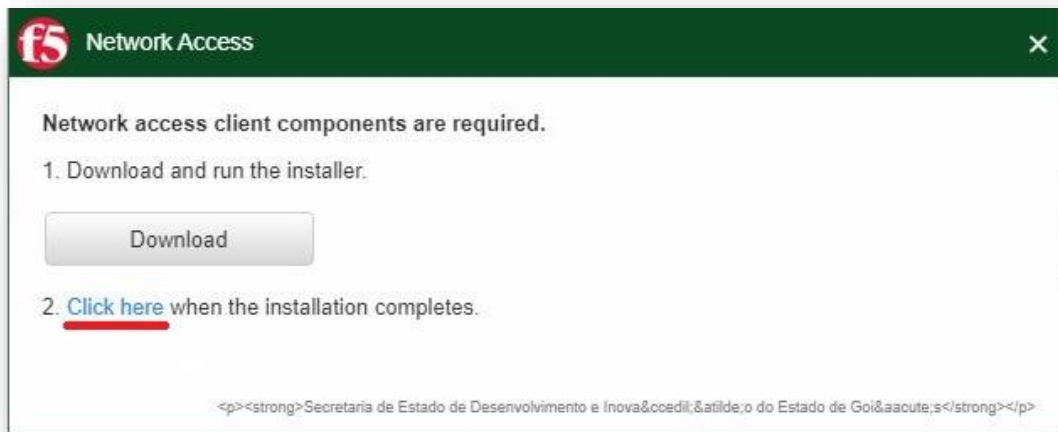 f5 Network Access ×
Network access client components are required.
1. Download and run the installer.
Download
2. Click here when the installation completes.
<p><strong>Secretaria de Estado de Desenvolvimento e Inova&ccedil;&atilde;o do Estado de Goi&aacute;s</strong></p>